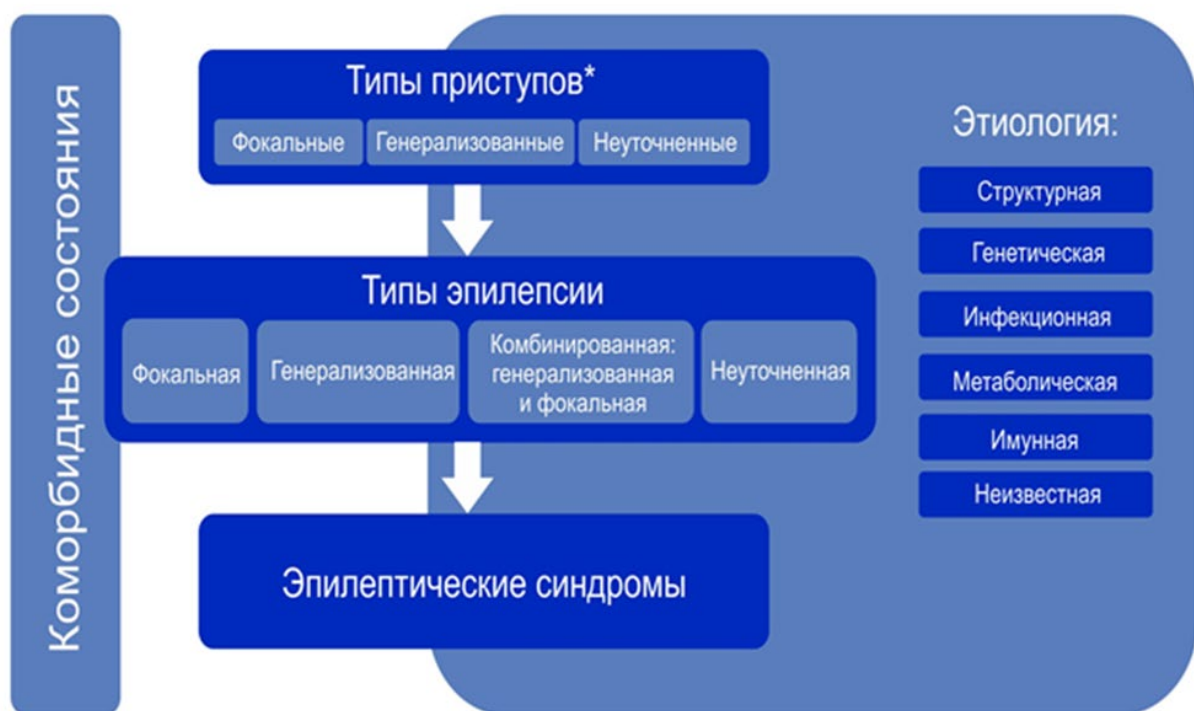 Коморбидные состояния
Типы приступов*
Фокальные
Генерализованные
Неуточненные
Типы эпилепсии
Фокальная
Генерализованная
Комбинированная:
генерализованная
и фокальная
Неуточненная
Эпилептические синдромы
Этиология:
Структурная
Генетическая
Инфекционная
Метаболическая
Имунная
Неизвестная